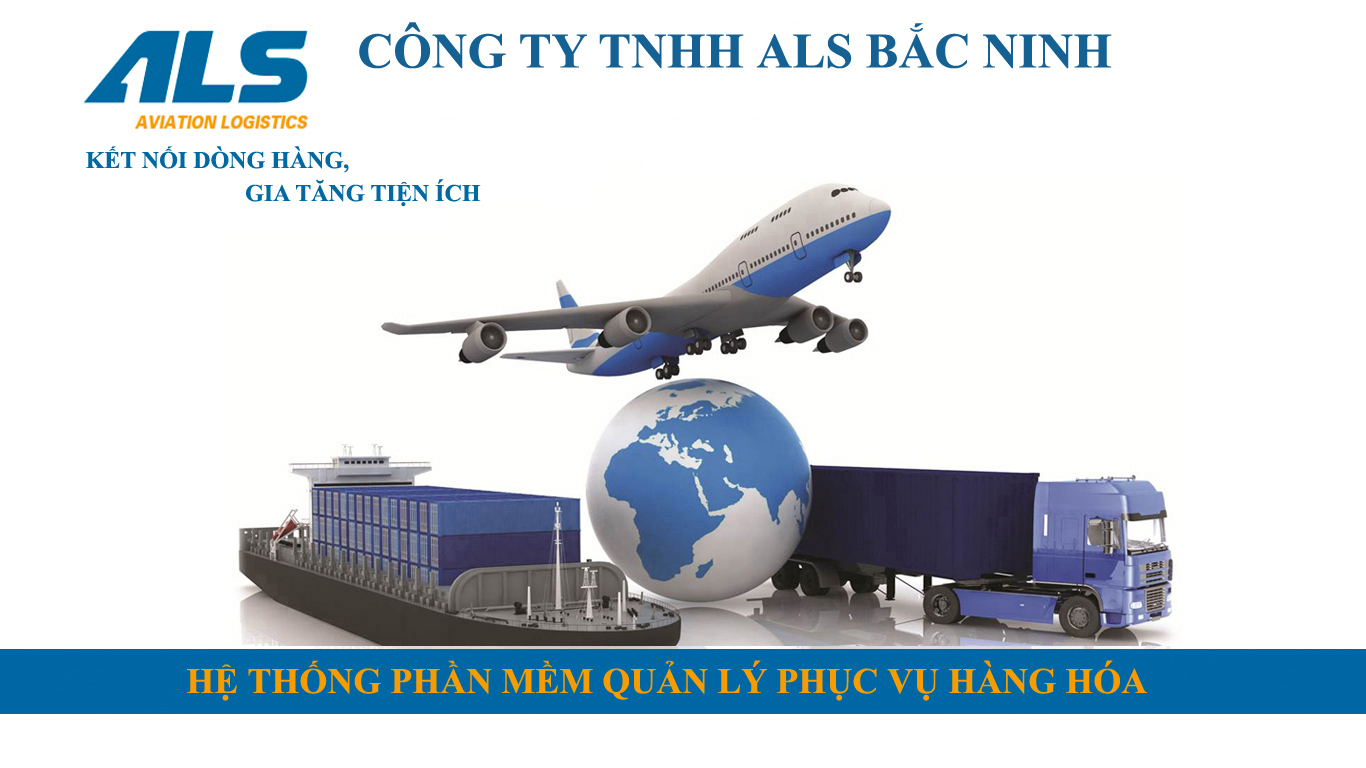 ALS
AVIATION LOGISTICS
CÔNG TY TNHH ALS BẮC NINH
KẾT NỐI DÒNG HÀNG,
GIA TĂNG TIỆN ÍCH
HỆ THỐNG PHẦN MỀM QUẢN LÝ PHỤC VỤ HÀNG HÓA